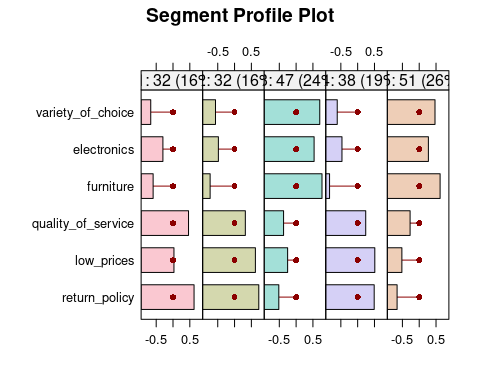 Segment Profile Plot
-0.5 0.5 -0.5 0.5
: 32 (16% : 32 (16% : 47 (24% : 38 (19% : 51 (26%
variety_of_choice
electronics
furniture
quality_of_service
low_prices
return_policy
-0.5 0.5 -0.5 0.5 -0.5 0.5